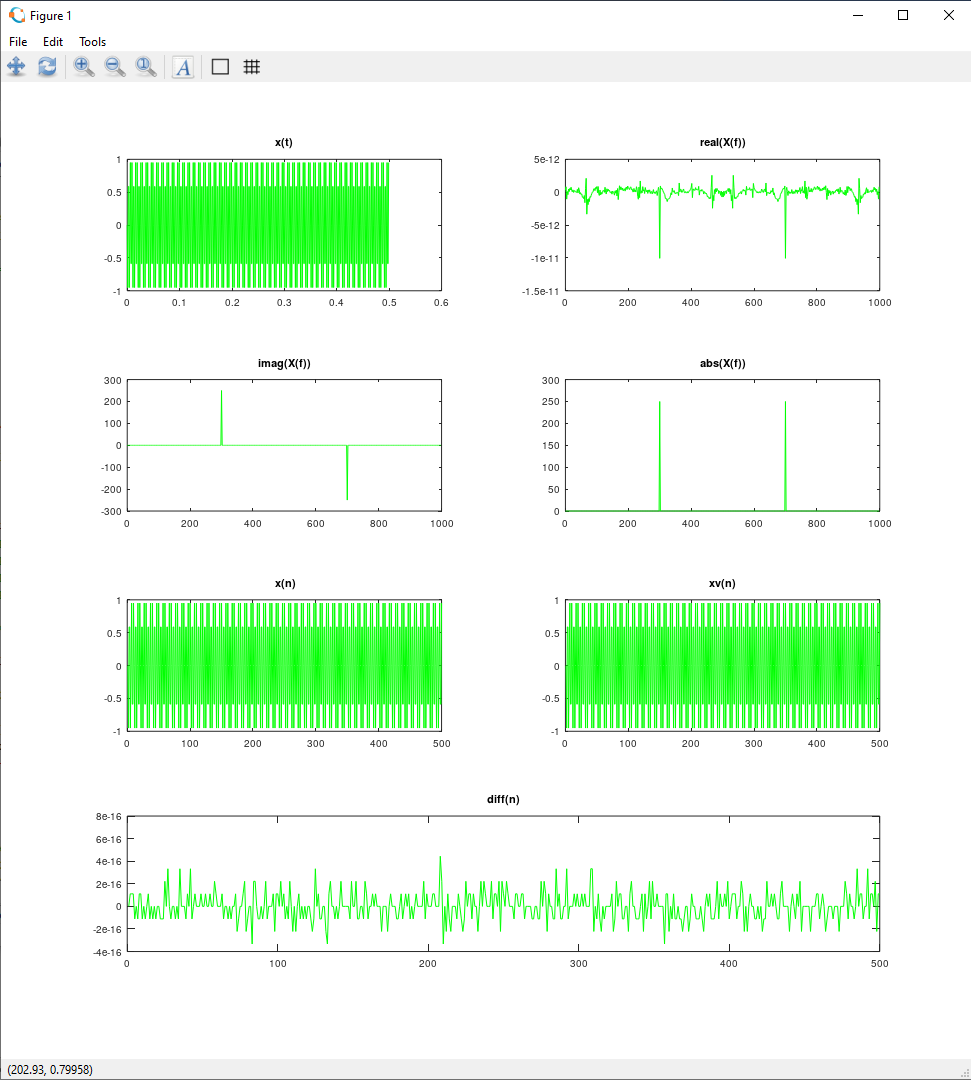 Figure 1
File Edit Tools
A
x(t)
1
0.5
0
-0.5
-1
0 0.1 0.2 0.3 0.4 0.5 0.6
real(X(f))
5e-12
0
-5e-12
-1e-11
-1.5e-11
0 200 400 600 800 1000
imag(X(f))
300
200
100
0
-100
-200
-300
0 200 400 600 800 1000
abs(X(f))
300
250
200
150
100
50
0
0 200 400 600 800 1000
x(n)
1
0.5
0
-0.5
-1
0 100 200 300 400 500
xv(n)
1
0.5
0
-0.5
-1
0 100 200 300 400 500
diff(n)
8e-16
6e-16
4e-16
2e-16
0
-2e-16
-4e-16
0 100 200 300 400 500
(202.93, 0.79958)